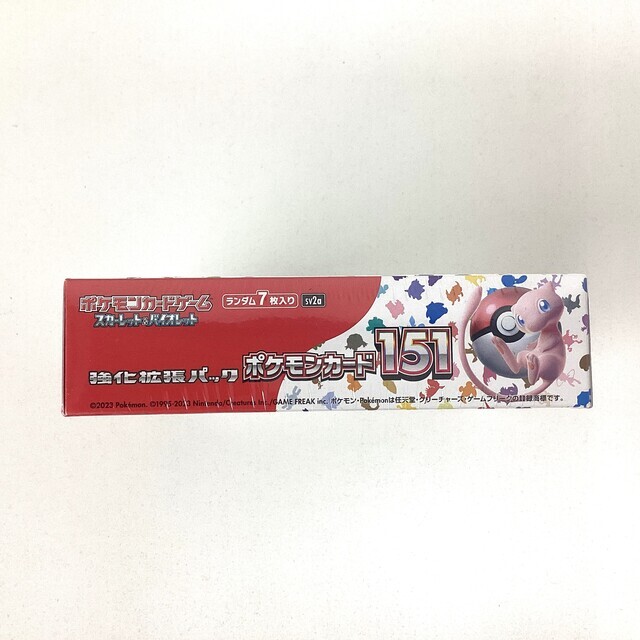 ポケモンカードゲーム
スカーレット&バイオレット
ランダム7枚入り sv2a
強化拡張パック ポケモンカード151
©2023 Pokémon. ©1995-2023 Nintendo/Creatures Inc./GAME FREAK inc. ポケモン・Pokémonは任天堂・クリーチャーズ・ゲームフリークの登録商標です。